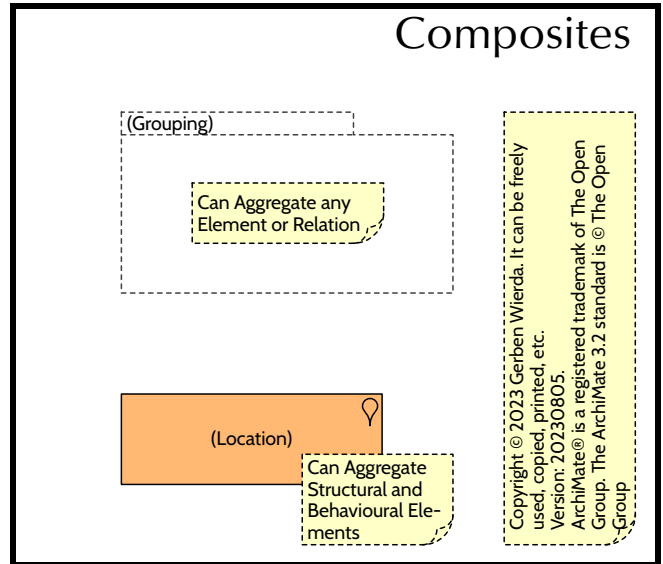 Composites
(Grouping)
Can Aggregate any
Element or Relation
(Location)
Can Aggregate
Structural and
Behavioural Ele-
ments
Copyright © 2023 Gerben Wierda. It can be freely
used, copied, printed, etc.
Version: 20230805.
ArchiMate® is a registered trademark of The Open
Group. The ArchiMate 3.2 standard is © The Open
Group